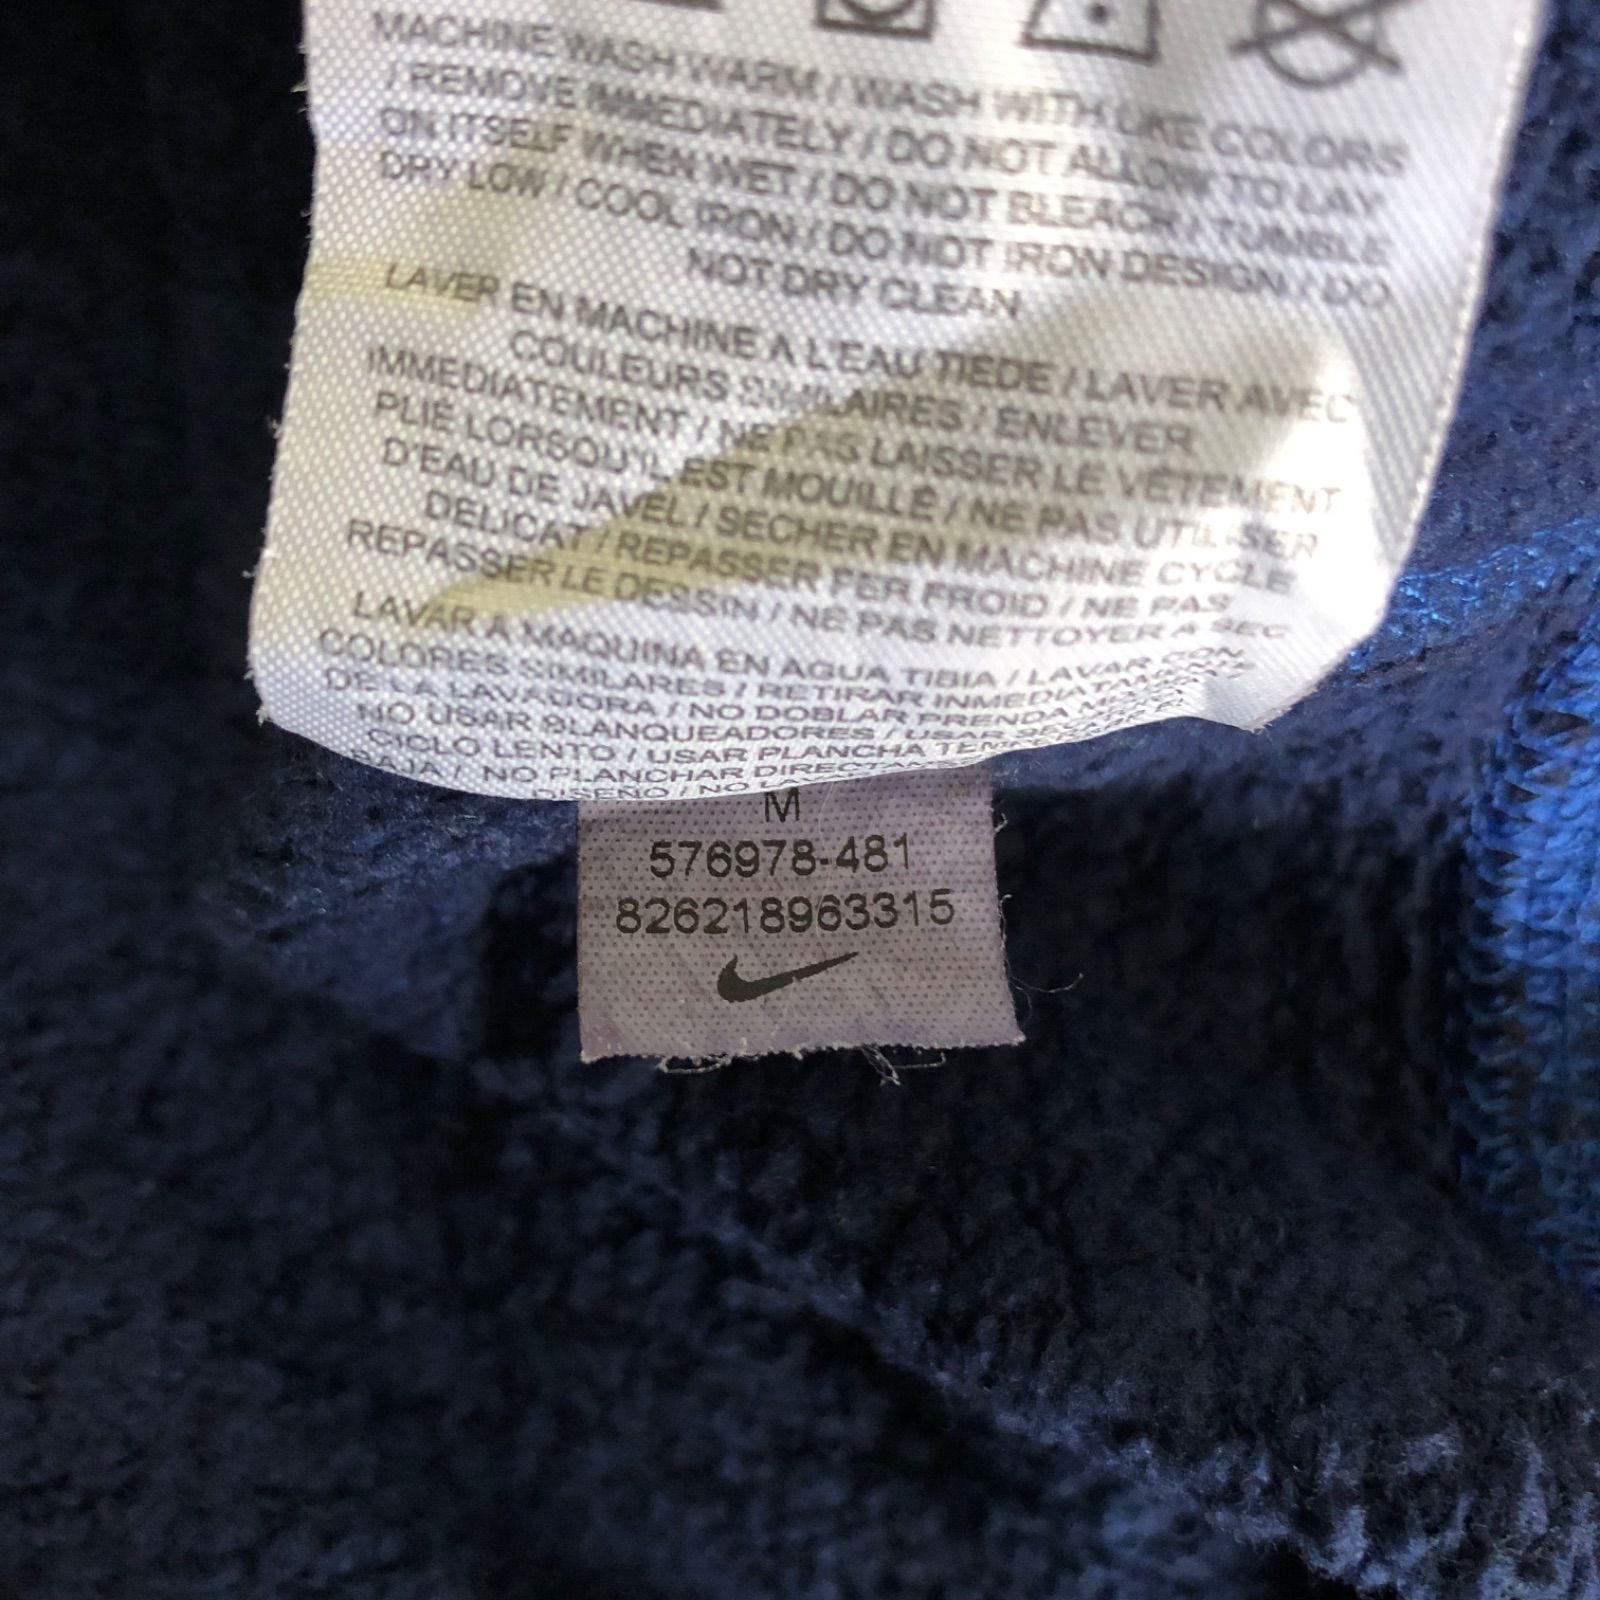 MACHINE WASH WARM / WASH WITH LIKE COLORS
/ REMOVE IMMEDIATELY / DO NOT ALLOW TO LAY
ON ITSELF WHEN WET / DO NOT BLEACH / TUMBLE
DRY LOW / COOL IRON / DO NOT IRON DESIGN / DO
NOT DRY CLEAN
LAVER EN MACHINE A L'EAU TIEDE / LAVER AVEC
COULEURS SIMILAIRES / ENLEVER
IMMEDIATEMENT / NE PAS LAISSER LE VÊTEMENT
PLIÉ LORSQU'IL EST MOUILLÉ / NE PAS UTILISER
D'EAU DE JAVEL / SECHER EN MACHINE CYCLE
DELICAT / REPASSER FER FROID / NE PAS
REPASSER LE DESSIN / NE PAS NETTOYER A SEC
LAVAR A MAQUINA EN AGUA TIBIA / LAVAR CON
COLORES SIMILARES / RETIRAR INMEDIATAMENTE
DE LA LAVADORA / NO DOBLAR PRENDA
NO USAR BLANQUEADORES / USAR
CICLO LENTO / USAR PLANCHA
BAJA / NO PLANCHAR
DISEÑO / NO
M
576978-481
826218963315